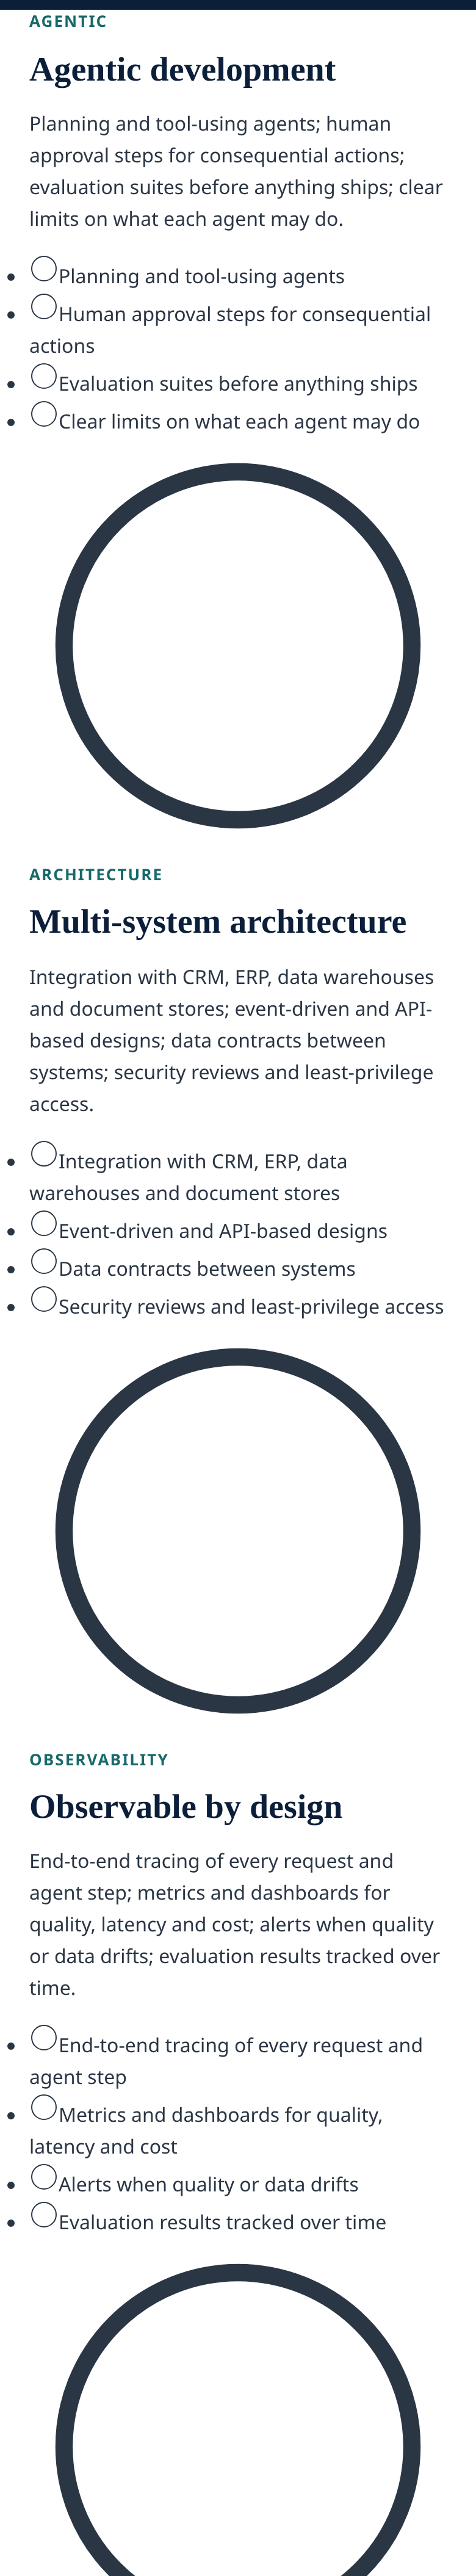 AGENTIC
Agentic development
Planning and tool-using agents; human
approval steps for consequential actions;
evaluation suites before anything ships; clear
limits on what each agent may do.
Planning and tool-using agents
Human approval steps for consequential
actions
Evaluation suites before anything ships
Clear limits on what each agent may do
ARCHITECTURE
Multi-system architecture
Integration with CRM, ERP, data warehouses
and document stores; event-driven and API-
based designs; data contracts between
systems; security reviews and least-privilege
access.
Integration with CRM, ERP, data
warehouses and document stores
Event-driven and API-based designs
Data contracts between systems
Security reviews and least-privilege access
OBSERVABILITY
Observable by design
End-to-end tracing of every request and
agent step; metrics and dashboards for
quality, latency and cost; alerts when quality
or data drifts; evaluation results tracked over
time.
End-to-end tracing of every request and
agent step
Metrics and dashboards for quality,
latency and cost
Alerts when quality or data drifts
Evaluation results tracked over time